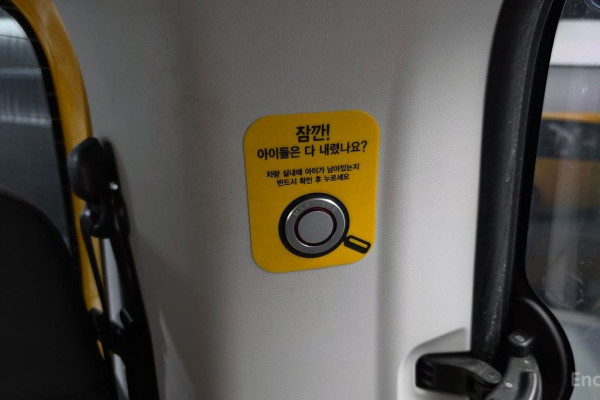 잠깐!
아이들은 다 내렸나요?
차량 실내에 아이가 남아있는지
반드시 확인 후 누르세요
Enc